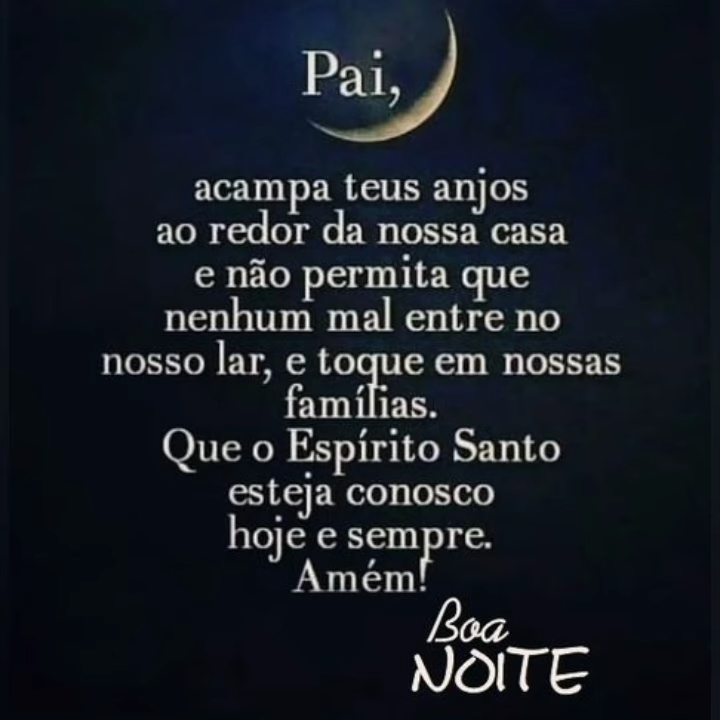 Pai,
acampa teus anjos
ao redor da nossa casa
e não permita que
nenhum mal entre no
nosso lar, e toque em nossas
famílias.
Que o Espírito Santo
esteja conosco
hoje e sempre.
Amém!
Boa
NOITE